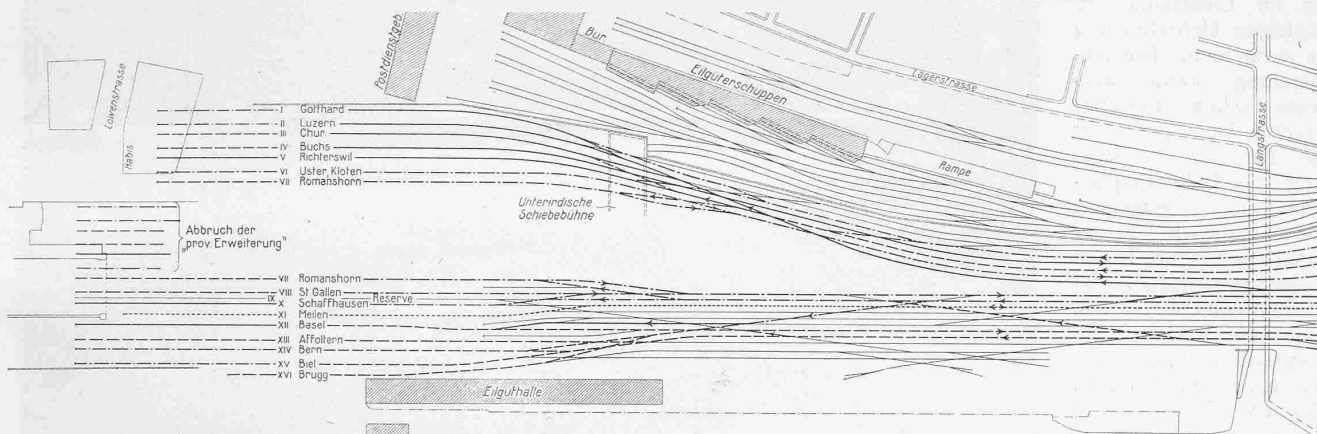 Löwenstrasse
Habis
Postdienstgeb
Bur
Eilguterschuppen
Lagerstrasse
Langstrasse
Rampe
I Gotthard
II Luzern
III Chur
IV Buchs
V Richterswil
VI Uster, Kloten
VII Romanshorn
Unterirdische
Schiebebühne
Abbruch der
„prov. Erweiterung"
VII Romanshorn
VIII St Gallen
IX Reserve
X Schaffhausen
XI Meilen
XII Basel
XIII Affoltern
XIV Bern
XV Biel
XVI Brugg
Eilguthalle